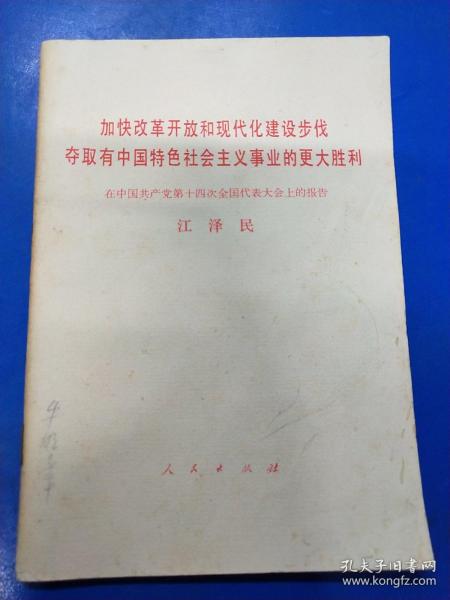 加快改革开放和现代化建设步伐
夺取有中国特色社会主义事业的更大胜利
在中国共产党第十四次全国代表大会上的报告
江泽民
人民出版社
孔夫子旧书网
www.kongfz.com